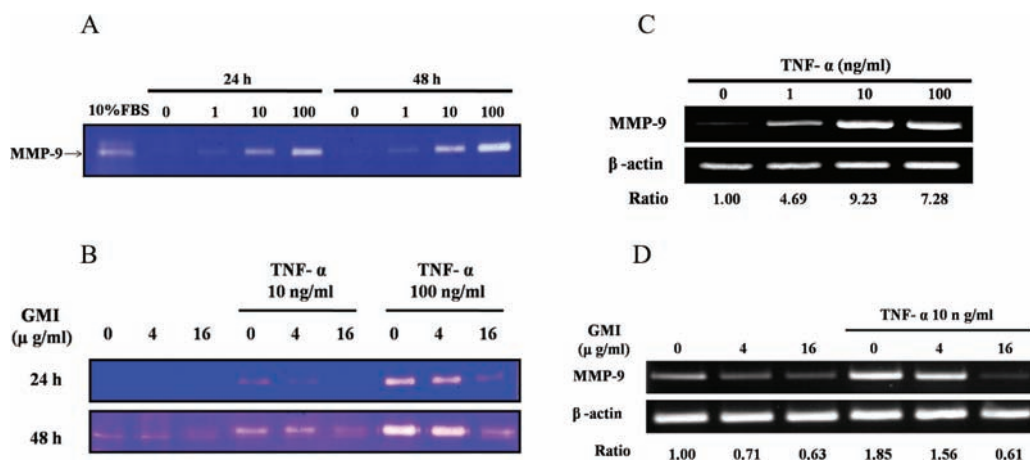 A
24 h 48 h
10%FBS 0 1 10 100 0 1 10 100
MMP-9→
B
TNF- α TNF- α
10 ng/ml 100 ng/ml
GMI
(μ g/ml) 0 4 16 0 4 16 0 4 16
24 h
48 h
C
TNF- α (ng/ml)
0 1 10 100
MMP-9
β -actin
Ratio 1.00 4.69 9.23 7.28
D
TNF- α 10 n g/ml
GMI
(μ g/ml) 0 4 16 0 4 16
MMP-9
β -actin
Ratio 1.00 0.71 0.63 1.85 1.56 0.61